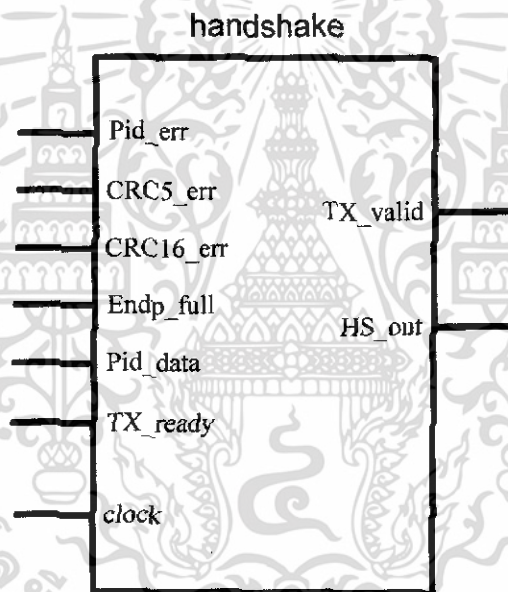 handshake
Pid_err
CRC5_err
TX_valid
CRC16_err
Endp_full
HS_out
Pid_data
TX_ready
clock